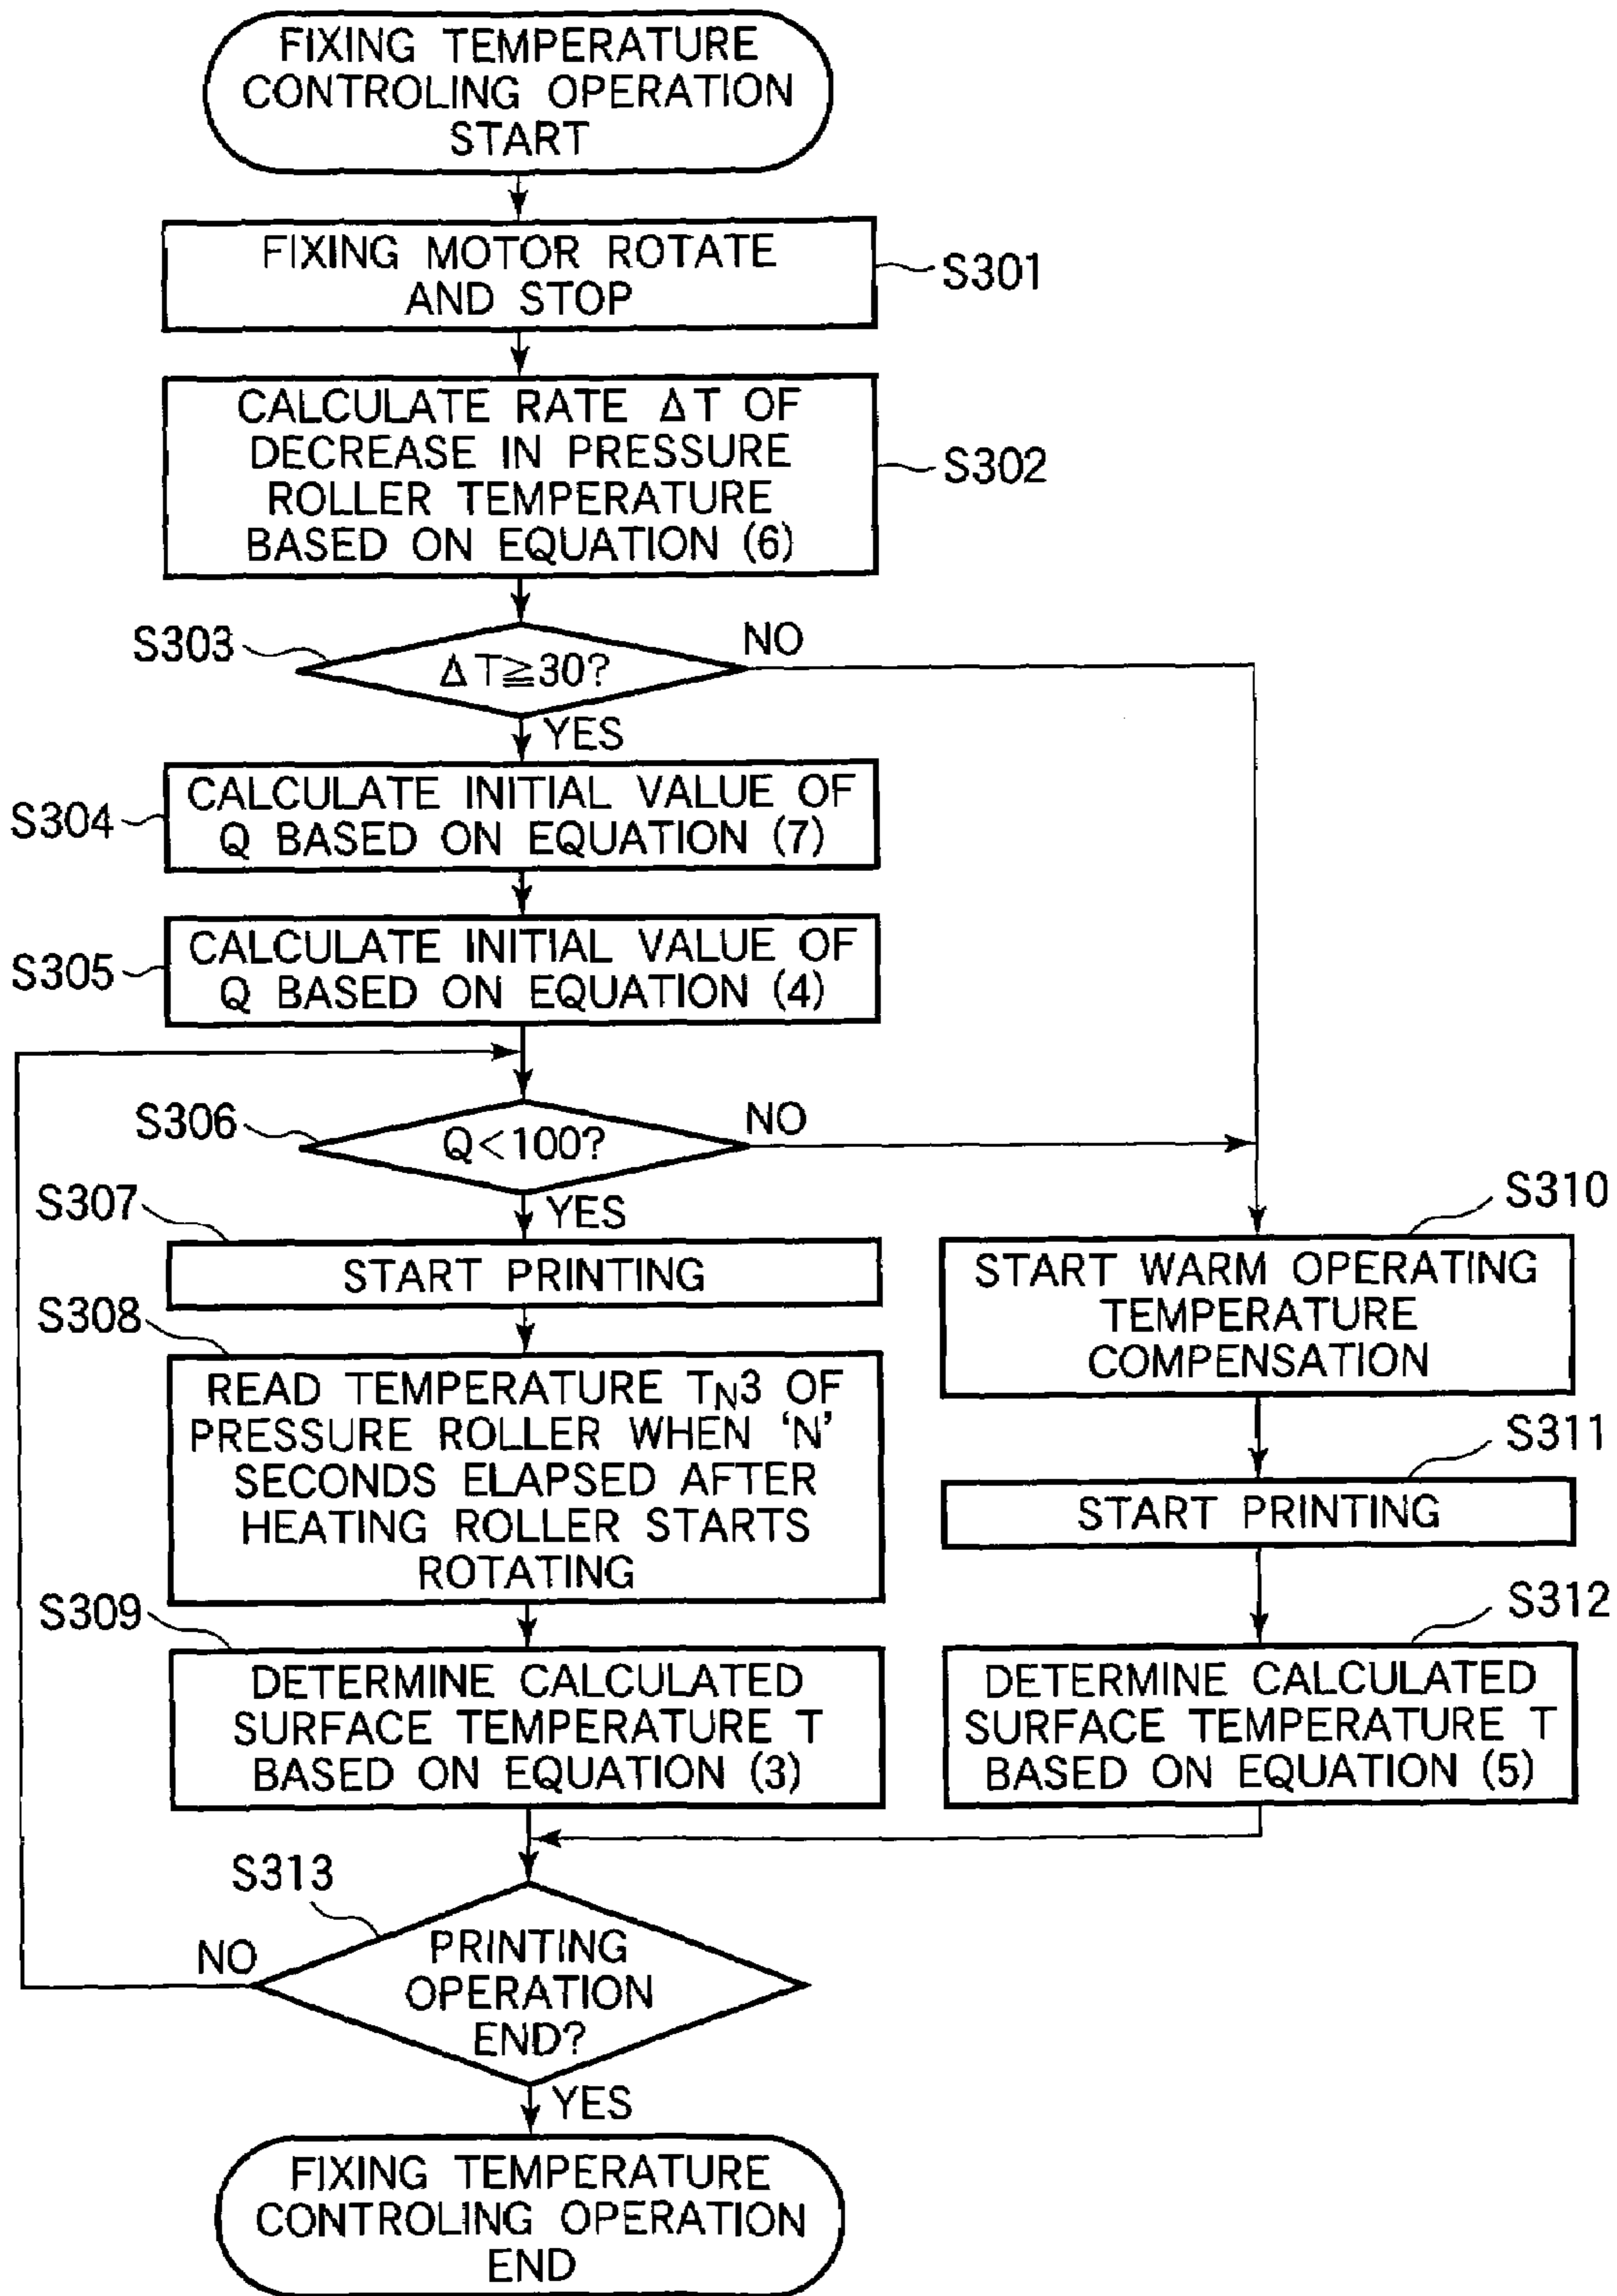 FIXING TEMPERATURE
CONTROLING OPERATION
START
FIXING MOTOR ROTATE
AND STOP
S301
CALCULATE RATE ΔT OF
DECREASE IN PRESSURE
ROLLER TEMPERATURE
BASED ON EQUATION (6)
S302
S303
ΔT≧30?
NO
YES
S304
CALCULATE INITIAL VALUE OF
Q BASED ON EQUATION (7)
S305
CALCULATE INITIAL VALUE OF
Q BASED ON EQUATION (4)
S306
Q<100?
NO
YES
S307
START PRINTING
S308
READ TEMPERATURE TN3 OF
PRESSURE ROLLER WHEN 'N'
SECONDS ELAPSED AFTER
HEATING ROLLER STARTS
ROTATING
S309
DETERMINE CALCULATED
SURFACE TEMPERATURE T
BASED ON EQUATION (3)
S310
START WARM OPERATING
TEMPERATURE
COMPENSATION
S311
START PRINTING
S312
DETERMINE CALCULATED
SURFACE TEMPERATURE T
BASED ON EQUATION (5)
S313
PRINTING
OPERATION
END?
NO
YES
FIXING TEMPERATURE
CONTROLING OPERATION
END